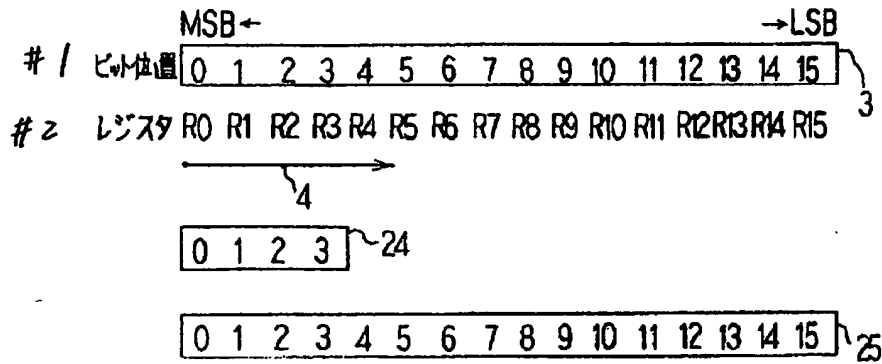 MSB← →LSB
#1 ビット位置 0 1 2 3 4 5 6 7 8 9 10 11 12 13 14 15 3
#2 レジスタ R0 R1 R2 R3 R4 R5 R6 R7 R8 R9 R10 R11 R12 R13 R14 R15
4
0 1 2 3 24
0 1 2 3 4 5 6 7 8 9 10 11 12 13 14 15 25